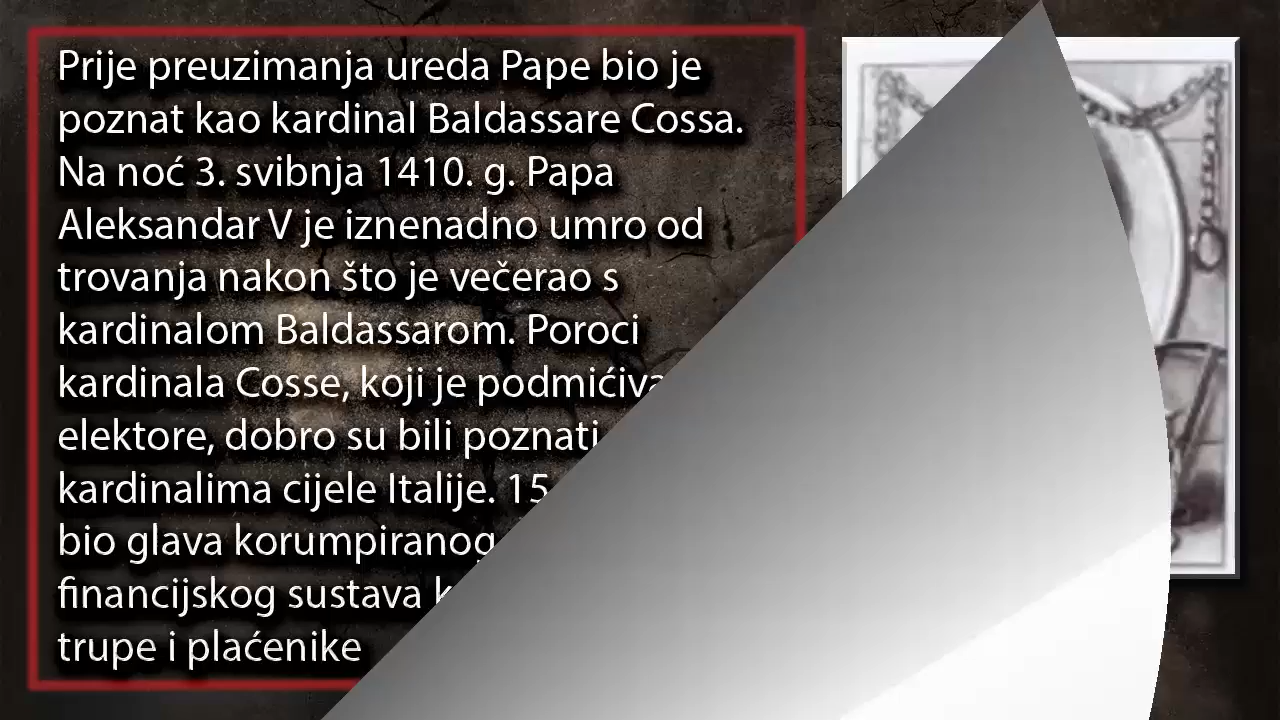 Prije preuzimanja ureda Pape bio je
poznat kao kardinal Baldassare Cossa.
Na noć 3. svibnja 1410. g. Papa
Aleksandar V je iznenadno umro od
trovanja nakon što je večerao s
kardinalom Baldassarom. Poroci
kardinala Cosse, koji je
elektore, dobro su bili poznati
kardinalima cijele Italije. 15
bio glava korumpiranog
financijskog sustava
trupe i plaćenike